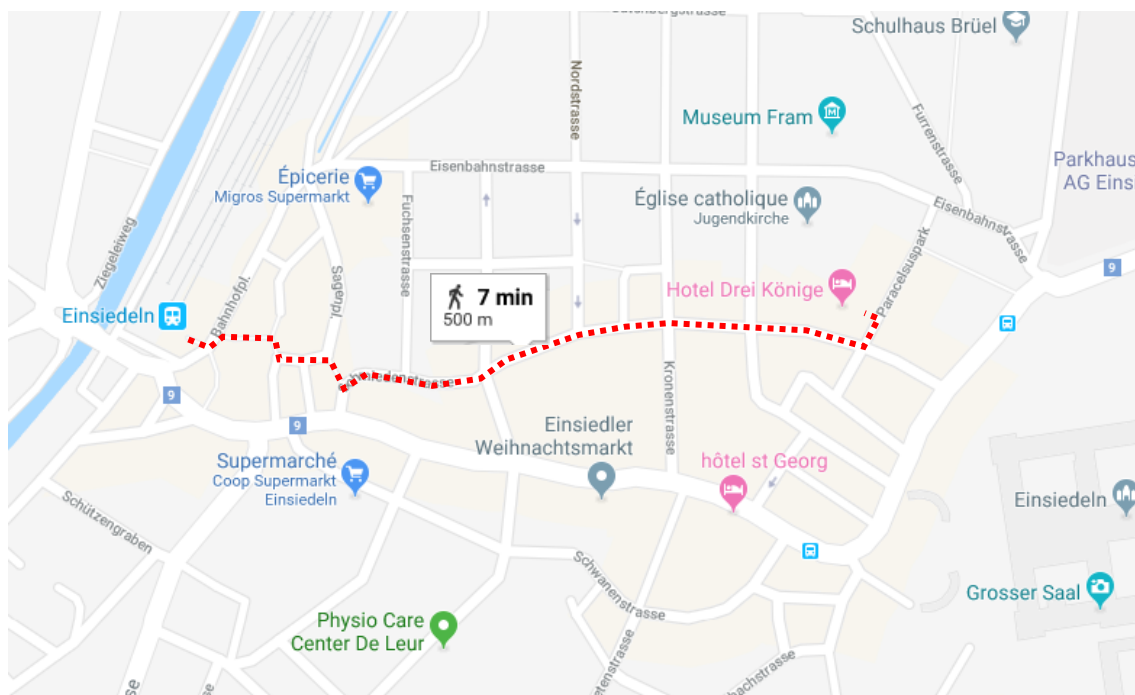 Schulhaus Brüel
Nordstrasse
Museum Fram
Furrenstrasse
Parkhaus
AG Eins
Eisenbahnstrasse
Épicerie
Migros Supermarkt
Église catholique
Jugendkirche
Eisenbahnstrasse
Ziegeleiweg
Fuchsenstrasse
Paracelsuspark
Bahnhofpl.
Sagenpl.
9
7 min
500 m
Hotel Drei Könige
Einsiedeln
Kronenstrasse
9
9
Einsiedler
Weihnachtsmarkt
Supermarché
Coop Supermarkt
Einsiedeln
hôtel st Georg
Einsiedeln
Schützengraben
Schwanenstrasse
Grosser Saal
Physio Care
Center De Leur